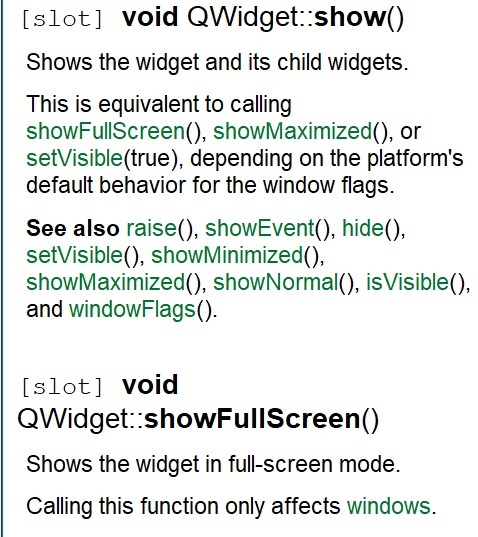 [slot] void QWidget::show()
Shows the widget and its child widgets.
This is equivalent to calling
showFullScreen(), showMaximized(), or
setVisible(true), depending on the platform's
default behavior for the window flags.
See also raise(), showEvent(), hide(),
setVisible(), showMinimized(),
showMaximized(), showNormal(), isVisible(),
and windowFlags().
[slot] void
QWidget::showFullScreen()
Shows the widget in full-screen mode.
Calling this function only affects windows.